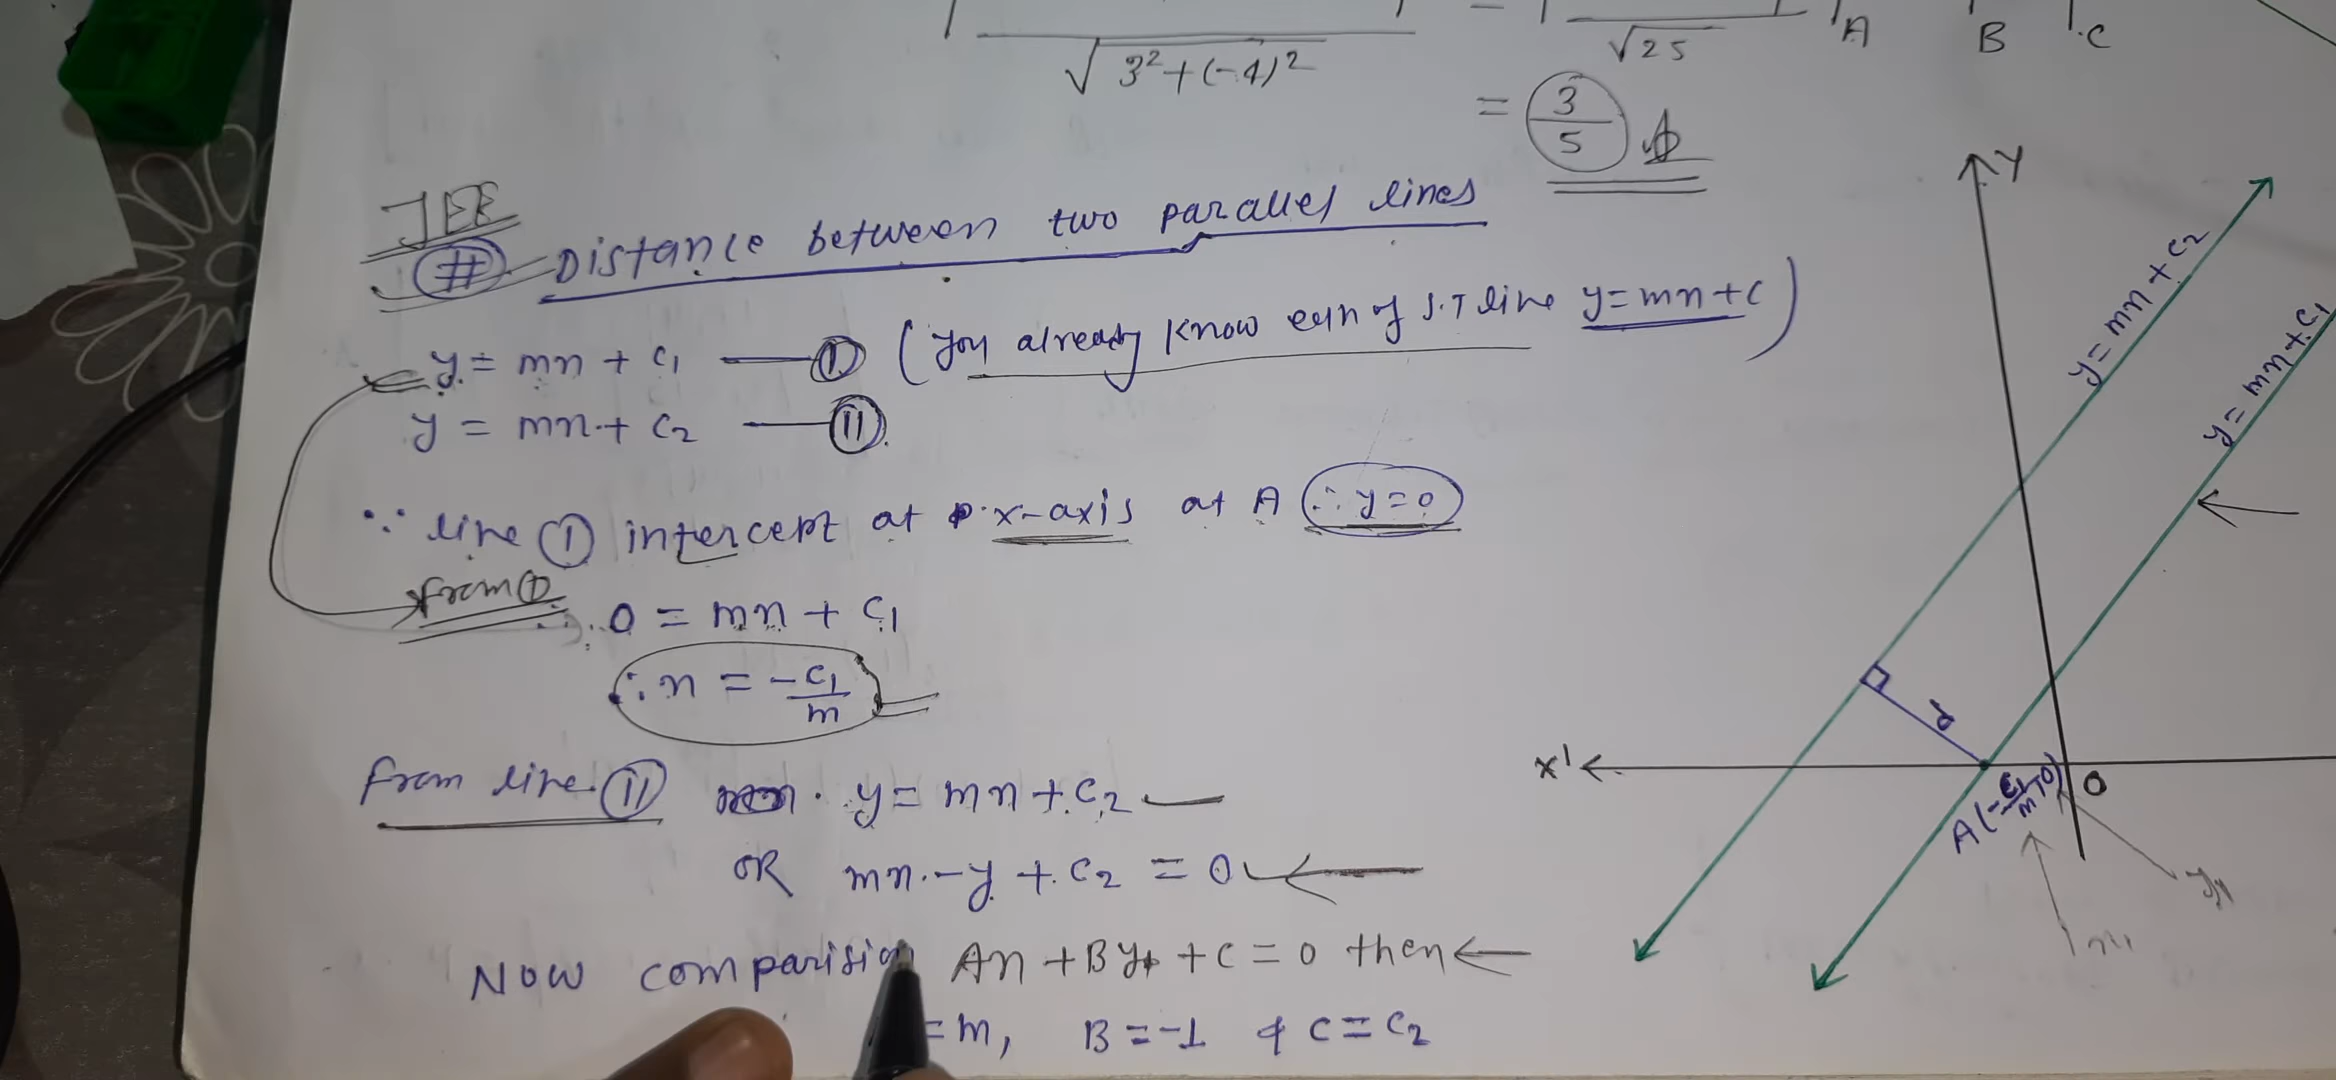 √3²+(-4)²
√25
A B C
= 3/5 A
JEE
# Distance between two parallel lines
y = mx + c₁ — (I) (you already know eqn of S.T line y=mx+c)
y = mx + c₂ — (II)
∵ line (I) intercept at x-axis at A (∴ y=0)
from (I)
∴ 0 = mx + c₁
∴ x = -c₁/m
from line (II) y = mx + c₂
OR mx - y + c₂ = 0
Now comparision Ax + By + C = 0 then
= m, B = -1 & C = c₂
Y
y = mx + c₂
y = mx + c₁
d
X'
O
A(-c₁/m, 0)
x₁
y₁